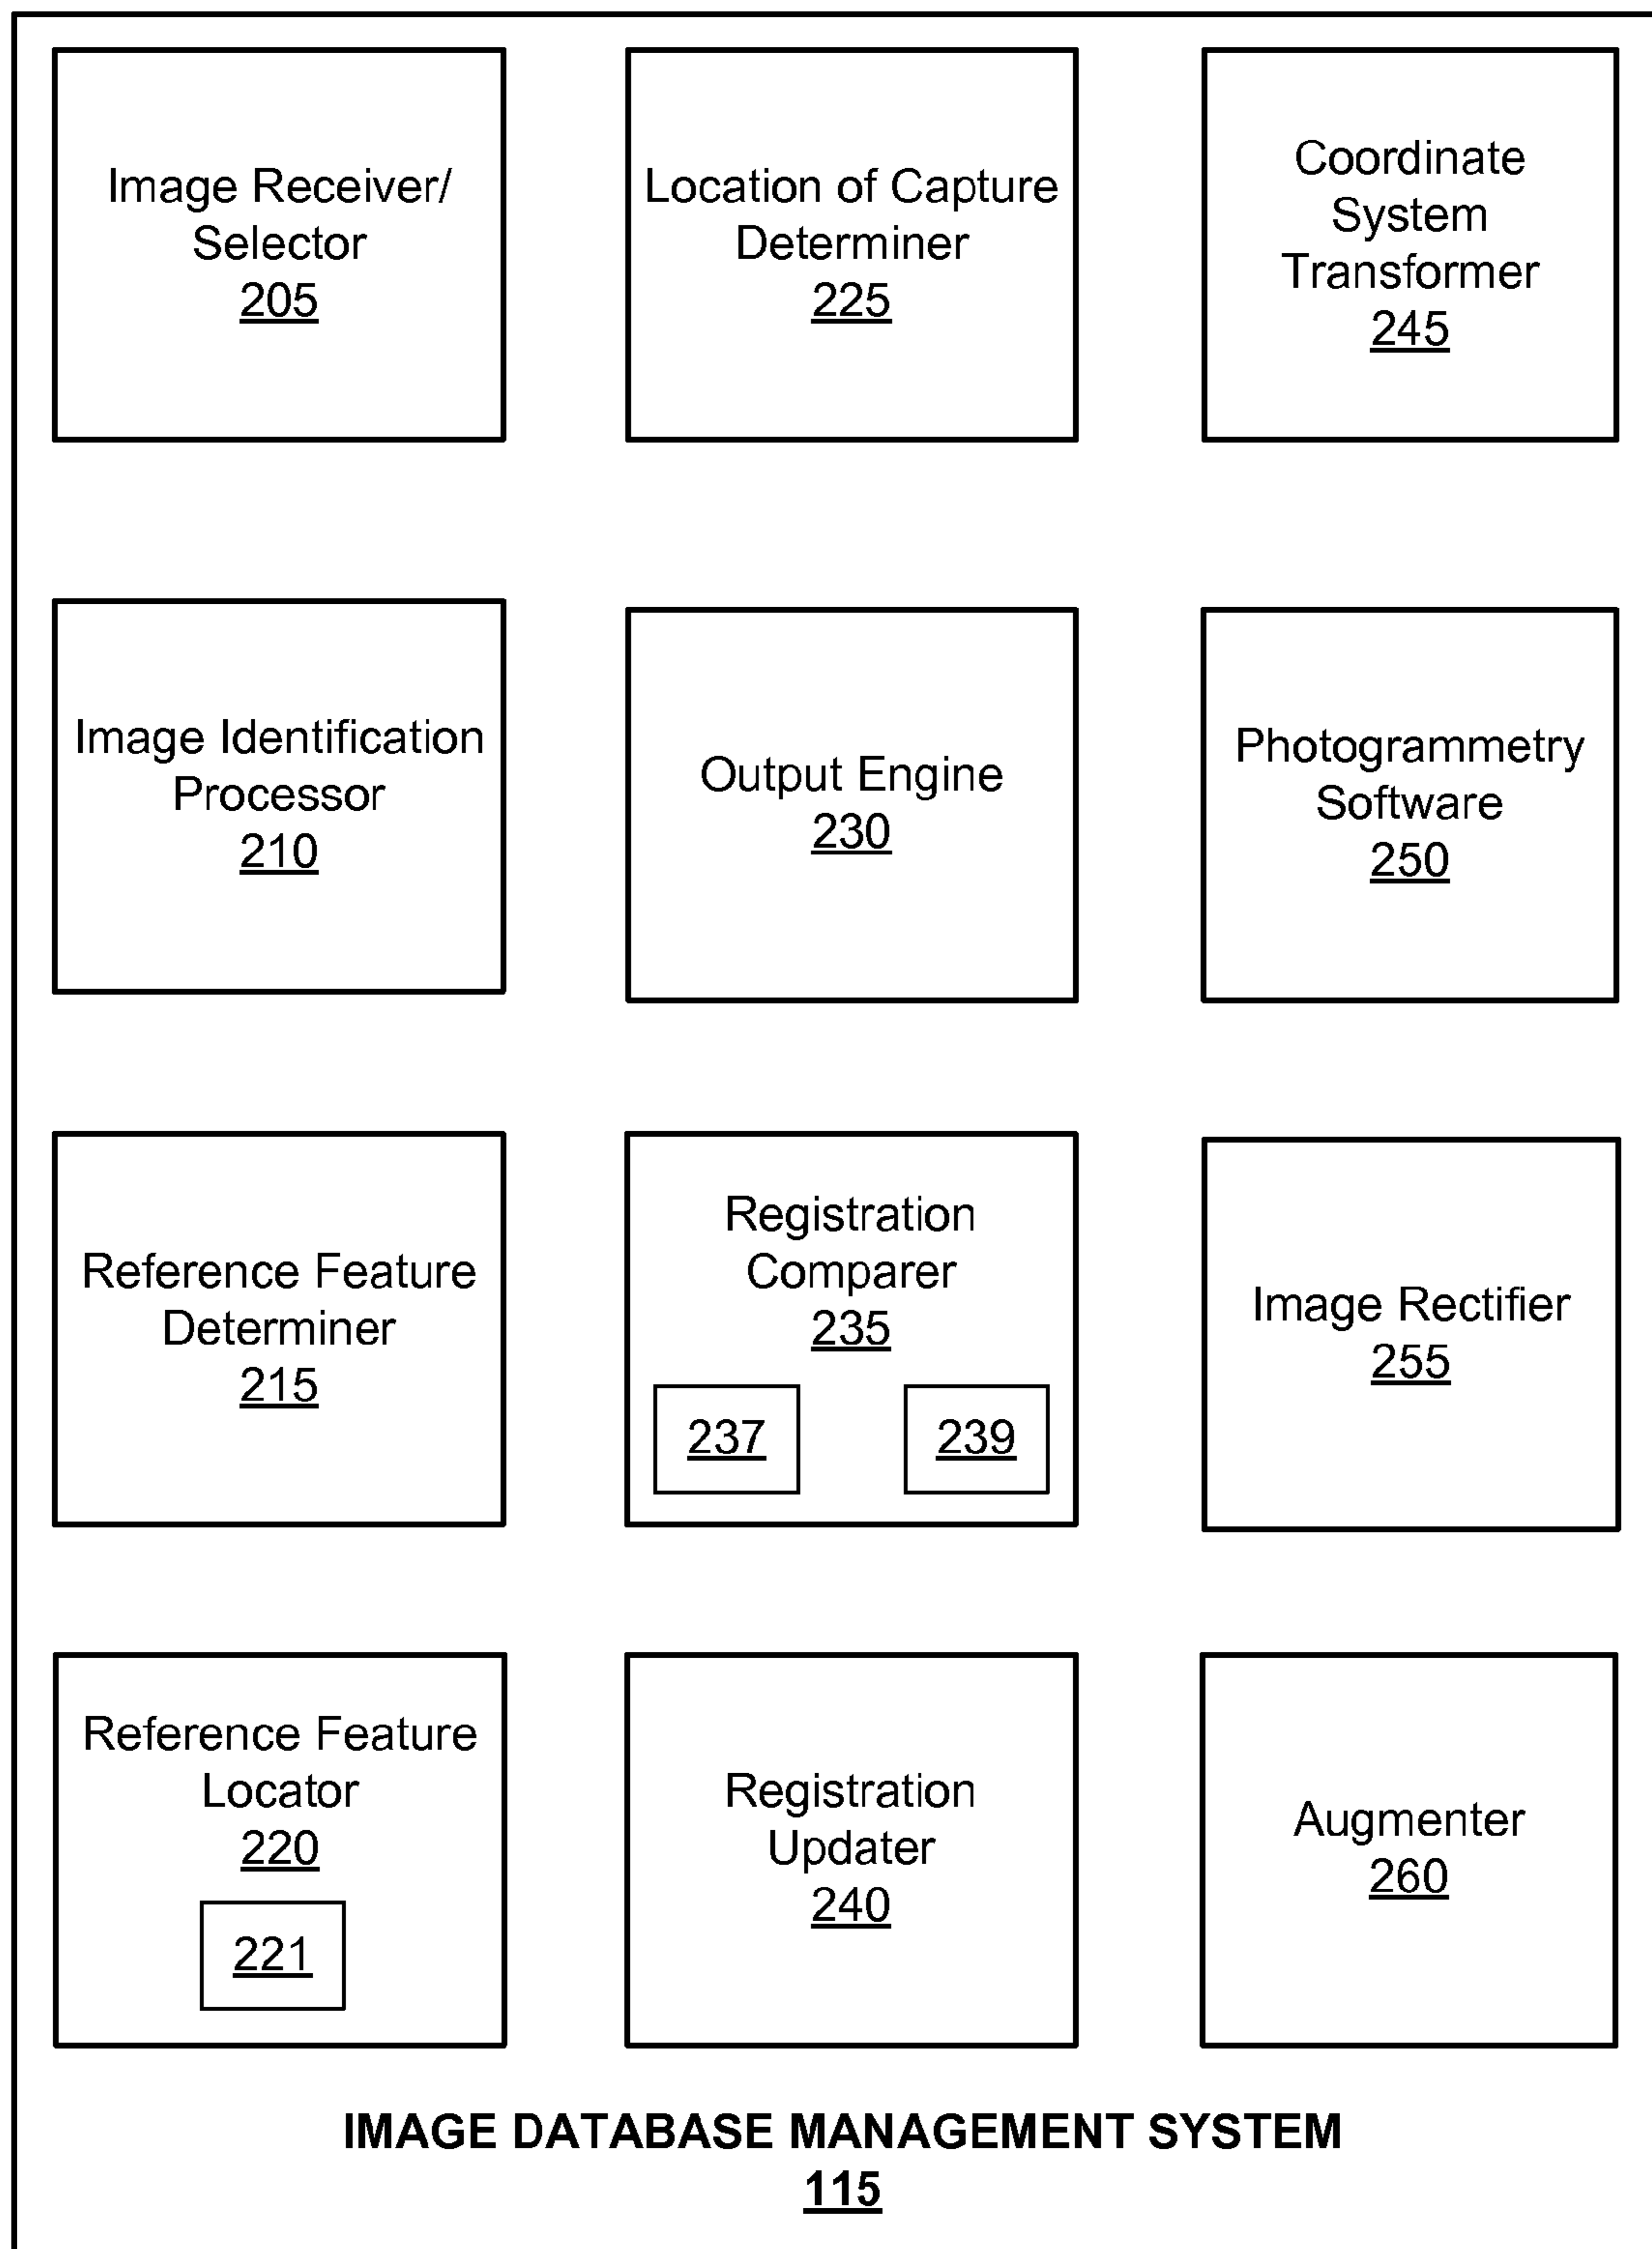 Image Receiver/
Selector
205
Location of Capture
Determiner
225
Coordinate
System
Transformer
245
Image Identification
Processor
210
Output Engine
230
Photogrammetry
Software
250
Reference Feature
Determiner
215
Registration
Comparer
235
237
239
Image Rectifier
255
Reference Feature
Locator
220
221
Registration
Updater
240
Augmenter
260
IMAGE DATABASE MANAGEMENT SYSTEM
115